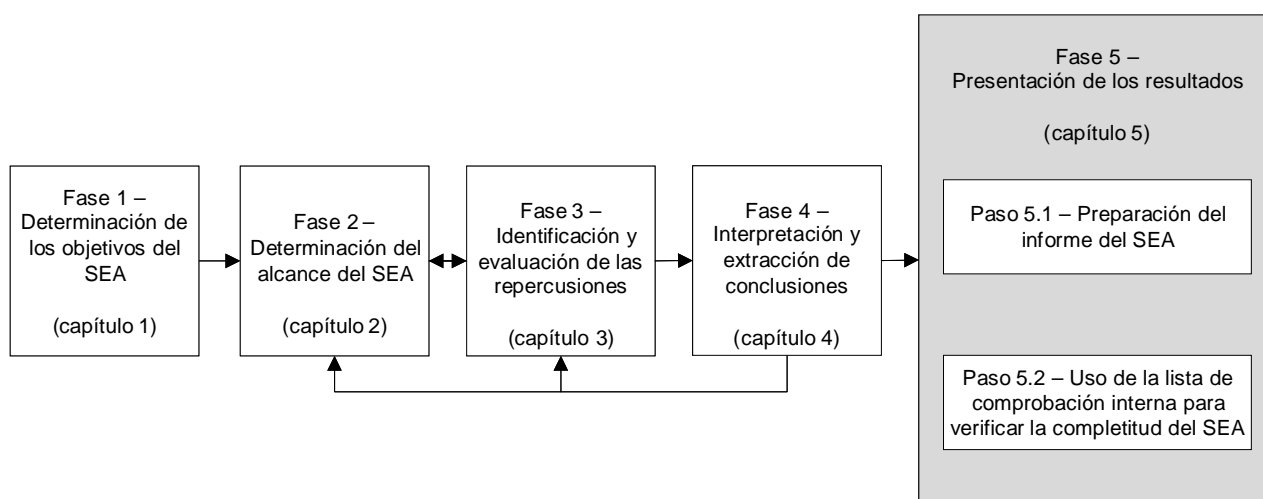 Fase 1 –
Determinación de
los objetivos del
SEA
(capítulo 1)
Fase 2 –
Determinación del
alcance del SEA
(capítulo 2)
Fase 3 –
Identificación y
evaluación de las
repercusiones
(capítulo 3)
Fase 4 –
Interpretación y
extracción de
conclusiones
(capítulo 4)
Fase 5 –
Presentación de los resultados
(capítulo 5)
Paso 5.1 – Preparación del
informe del SEA
Paso 5.2 – Uso de la lista de
comprobación interna para
verificar la completitud del SEA